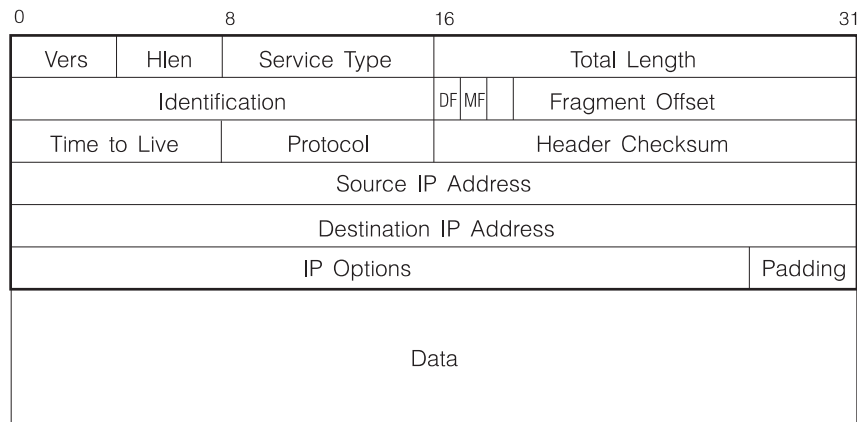 0 8 16 31
Vers Hlen Service Type Total Length
Identification DF MF Fragment Offset
Time to Live Protocol Header Checksum
Source IP Address
Destination IP Address
IP Options Padding
Data